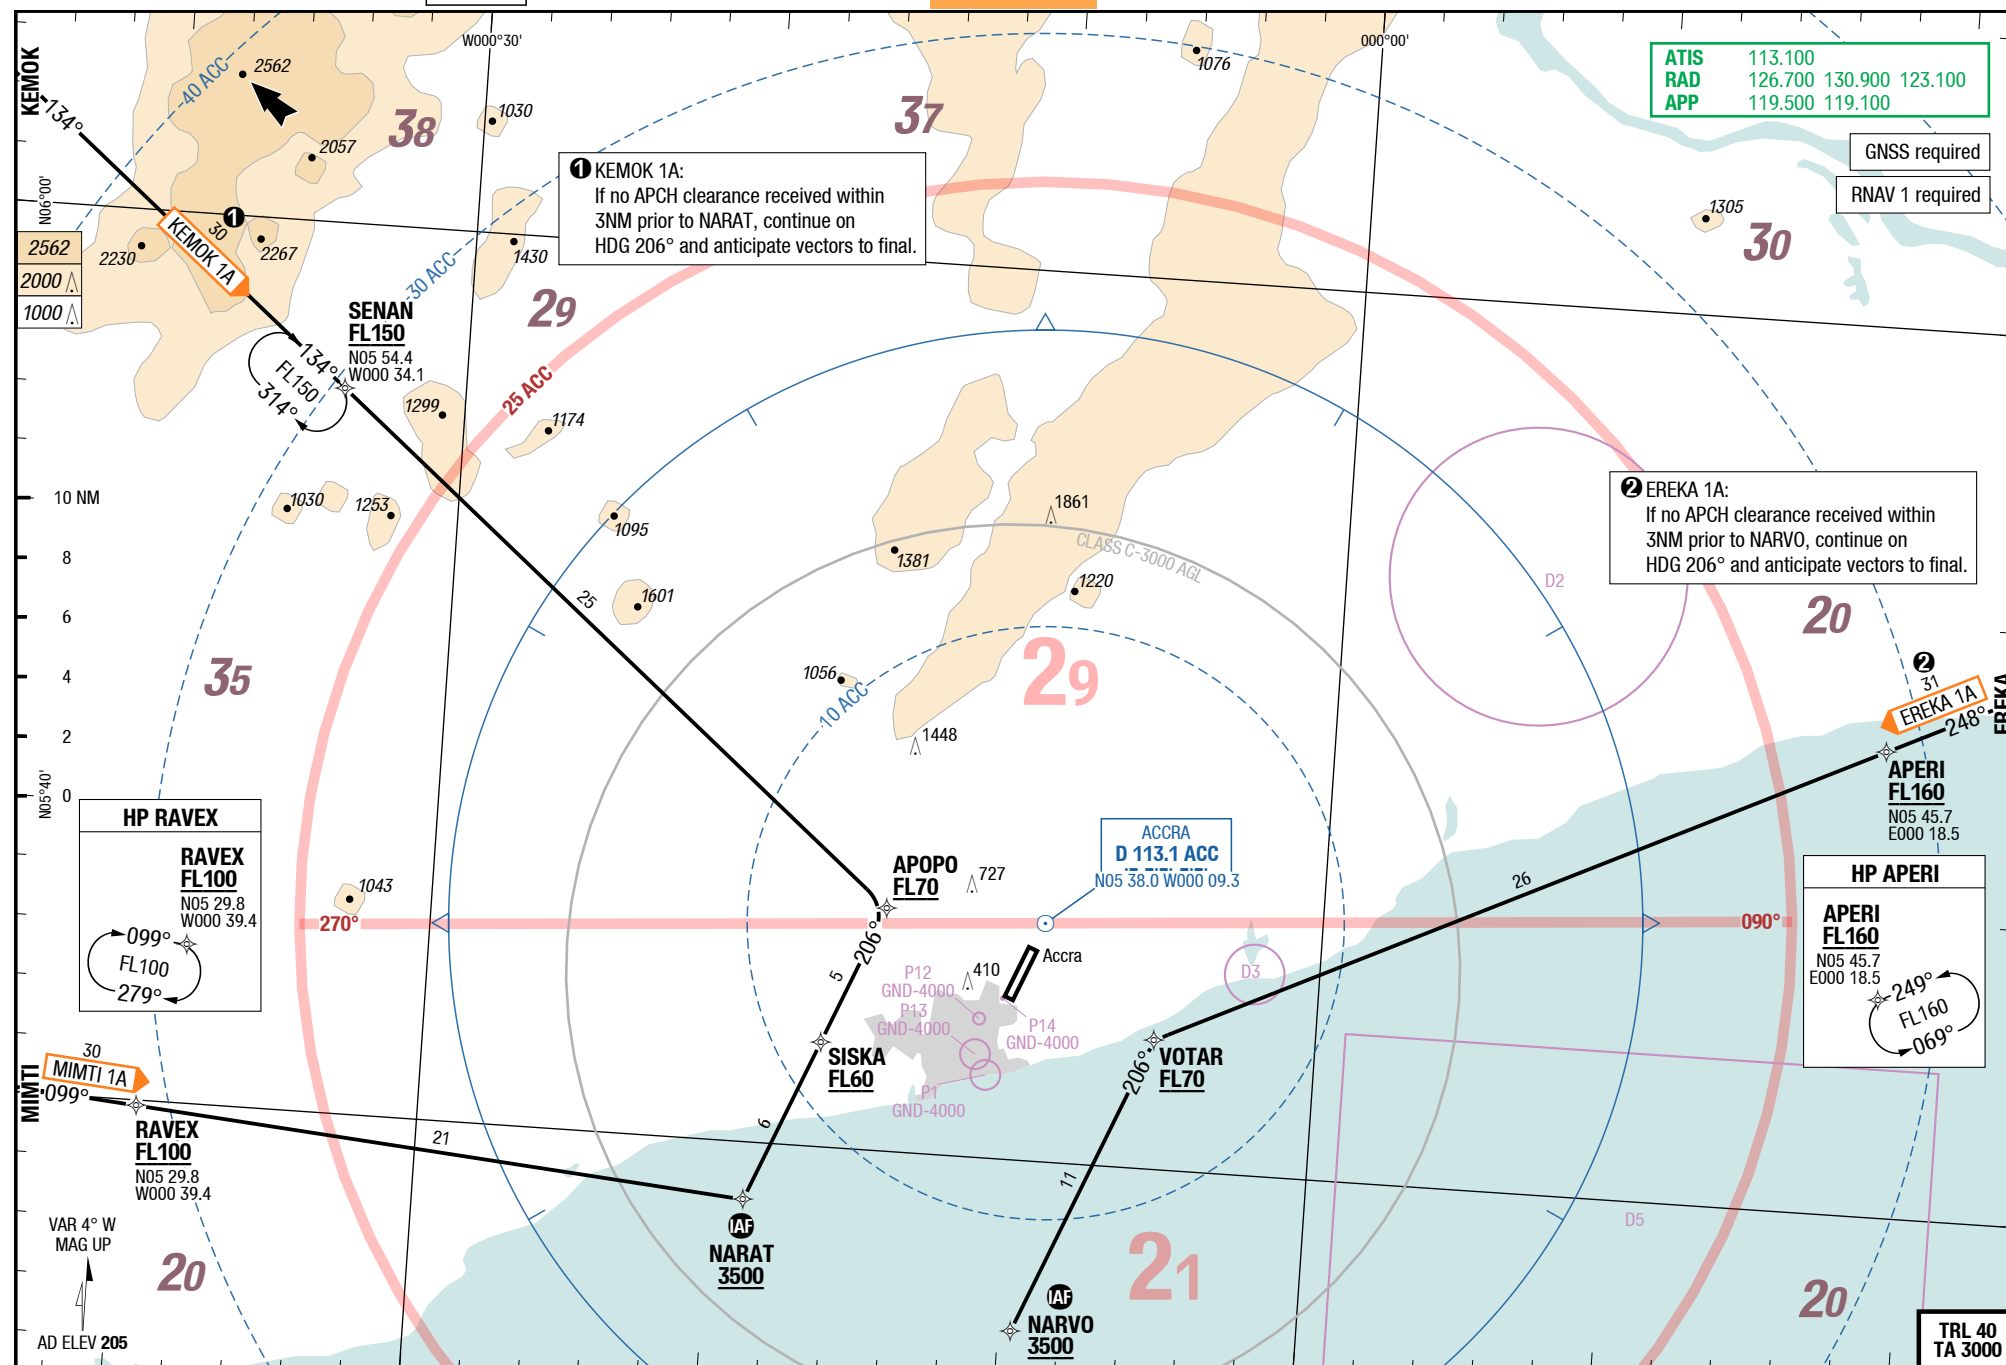 KEMOK
134°
2562
40 ACC
W000°30'
1076
000°00'
ATIS 113.100
RAD 126.700 130.900 123.100
APP 119.500 119.100
38
1030
37
2057
GNSS required
RNAV 1 required
❶ KEMOK 1A:
If no APCH clearance received within
3NM prior to NARAT, continue on
HDG 206° and anticipate vectors to final.
N06°00'
1
30
KEMOK 1A
2230
2267
1430
30 ACC
1305
30
2562
2000
1000
29
SENAN
FL150
N05 54.4
W000 34.1
134°
FL150
314°
25 ACC
1299
1174
10 NM
8
6
4
2
0
N05°40'
1030
1253
1095
1601
25
1861
1381
CLASS C-3000 AGL
1220
D2
❷ EREKA 1A:
If no APCH clearance received within
3NM prior to NARVO, continue on
HDG 206° and anticipate vectors to final.
20
35
1056
10 ACC
29
1448
2
31
EREKA 1A
248°
EREKA
APERI
FL160
N05 45.7
E000 18.5
HP RAVEX
RAVEX
FL100
N05 29.8
W000 39.4
099°
FL100
279°
1043
270°
APOPO
FL70
727
ACCRA
D 113.1 ACC
N05 38.0 W000 09.3
26
090°
HP APERI
APERI
FL160
N05 45.7
E000 18.5
249°
FL160
069°
206°
5
410
Accra
P12
GND-4000
P13
GND-4000
P14
GND-4000
P1
GND-4000
D3
SISKA
FL60
VOTAR
FL70
206°
30
MIMTI 1A
MIMTI
099°
RAVEX
FL100
N05 29.8
W000 39.4
21
6
11
D5
IAF
NARAT
3500
VAR 4° W
MAG UP
20
21
IAF
NARVO
3500
20
AD ELEV 205
TRL 40
TA 3000